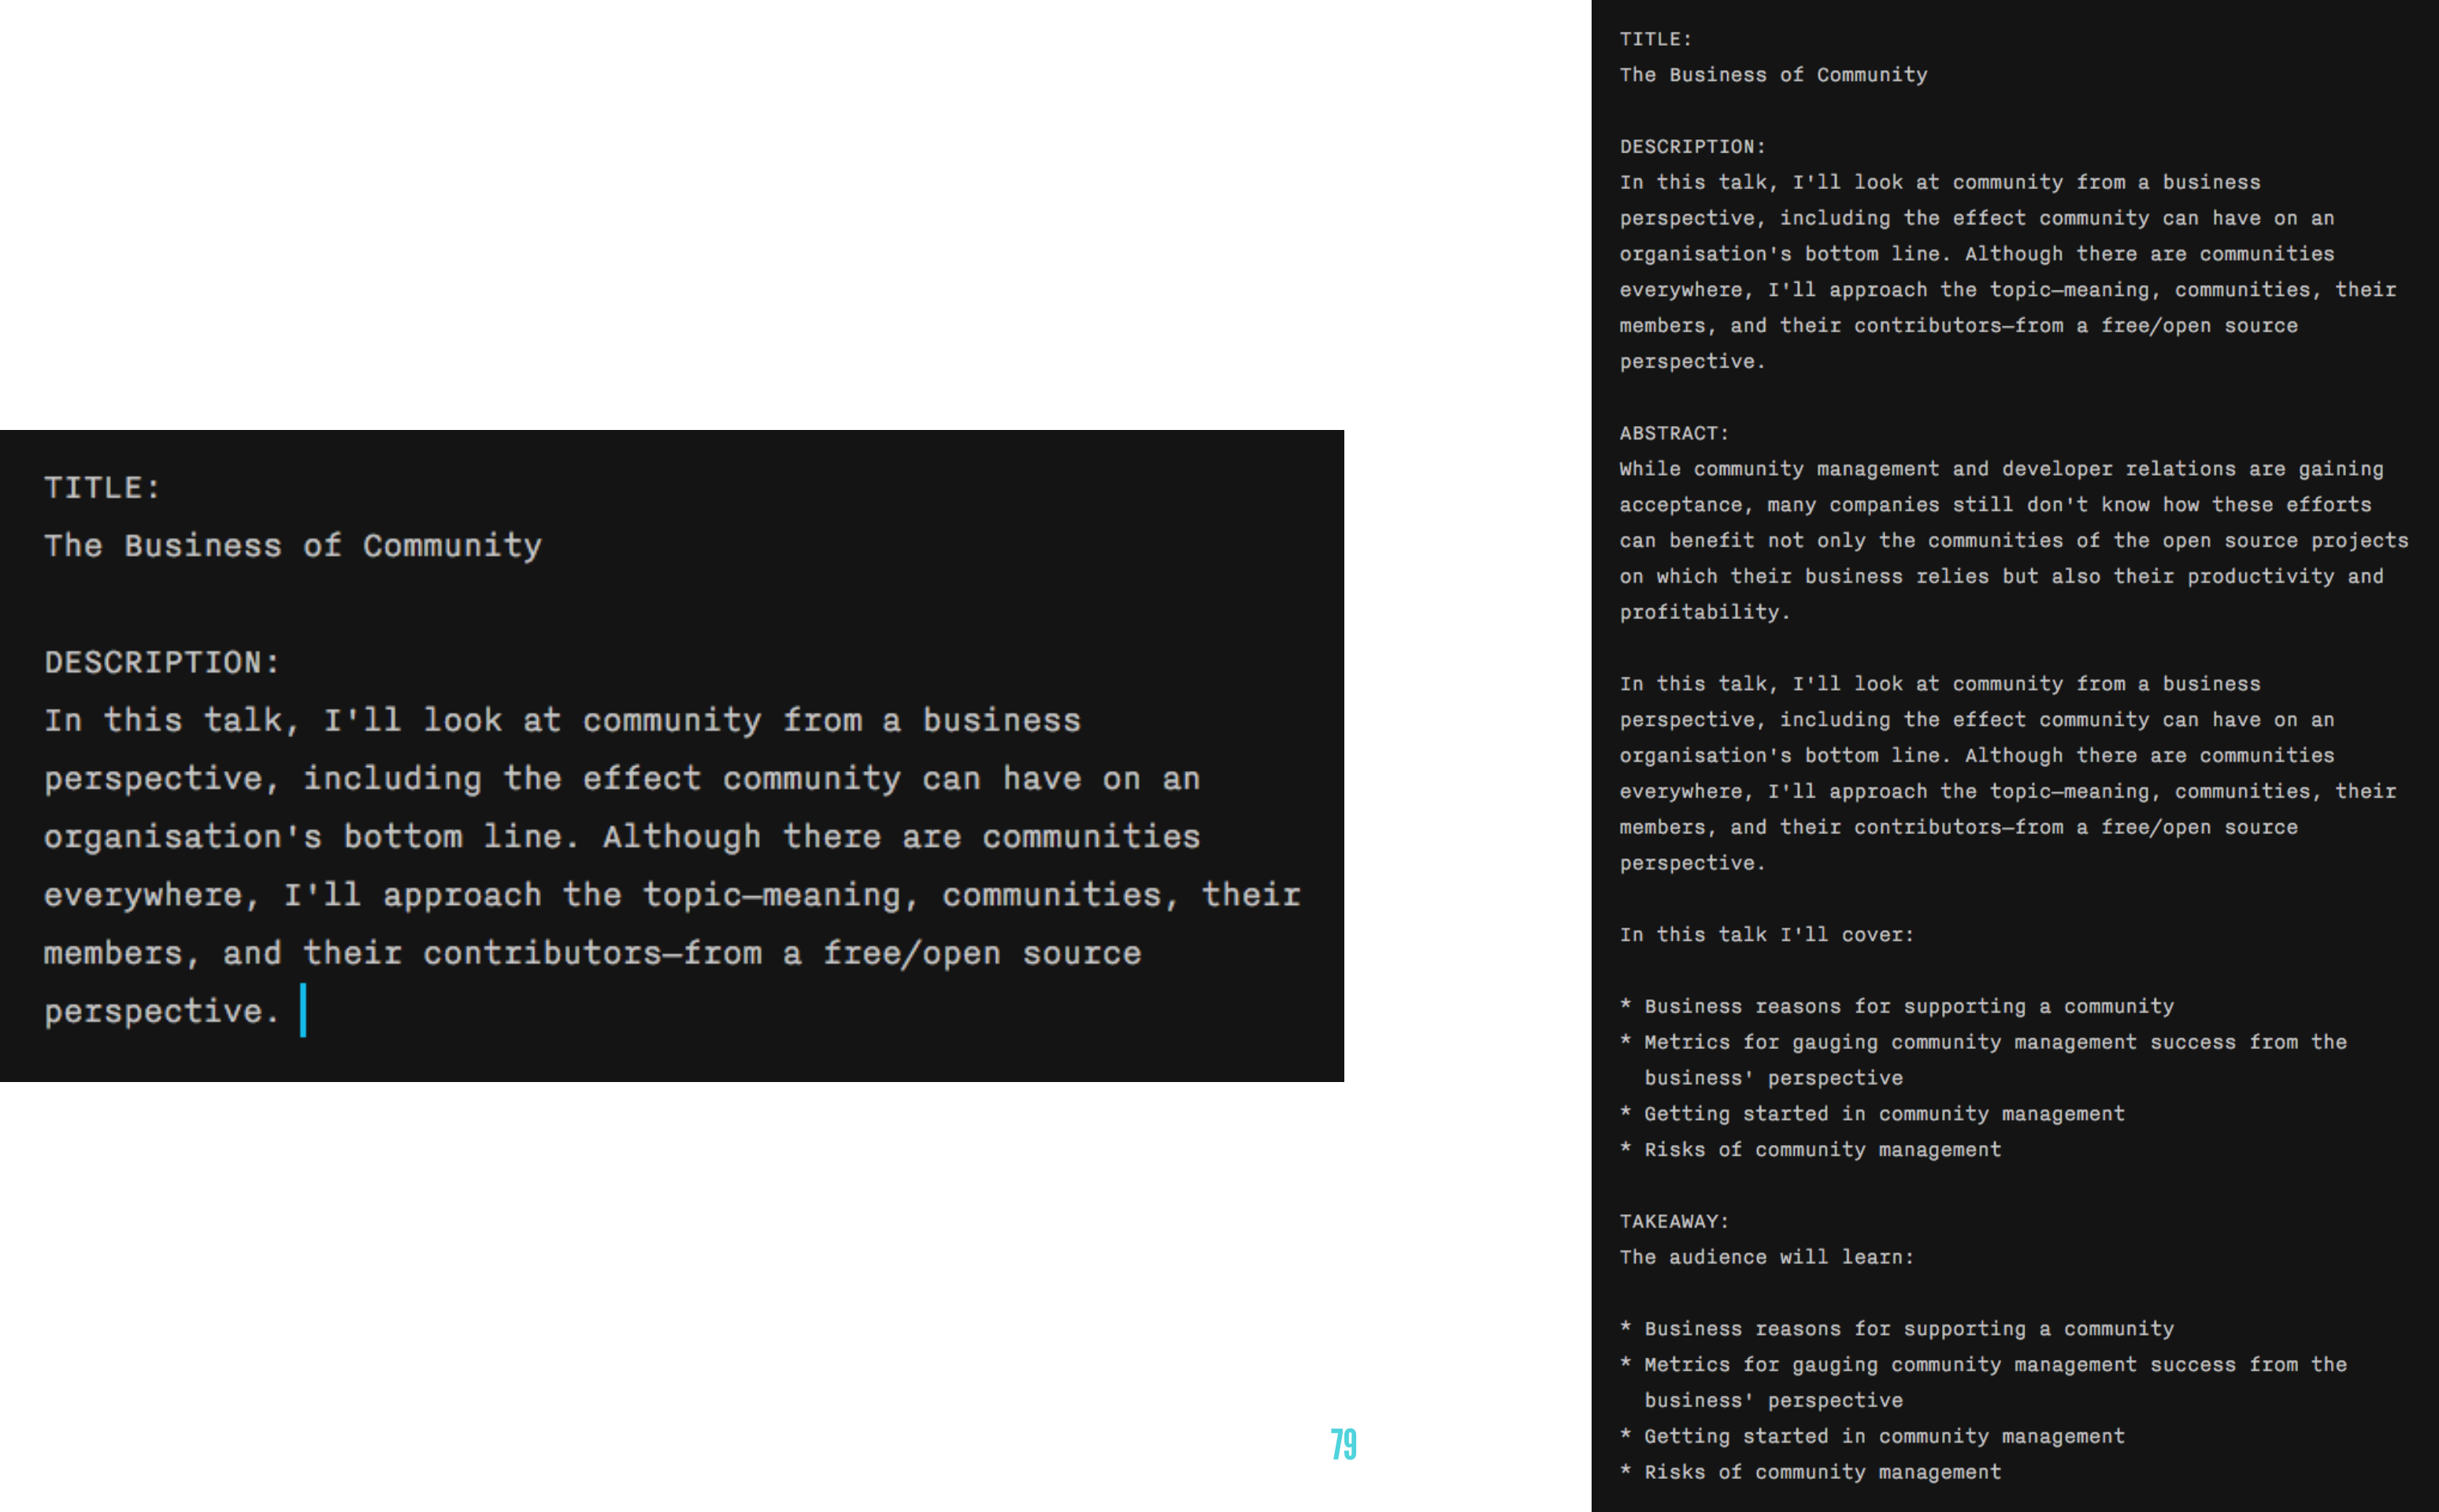 TITLE:
The Business of Community
DESCRIPTION:
In this talk, I'll look at community from a business
perspective, including the effect community can have on an
organisation's bottom line. Although there are communities
everywhere, I'll approach the topic—meaning, communities, their
members, and their contributors—from a free/open source
perspective.
79
TITLE:
The Business of Community
DESCRIPTION:
In this talk, I'll look at community from a business
perspective, including the effect community can have on an
organisation's bottom line. Although there are communities
everywhere, I'll approach the topic—meaning, communities, their
members, and their contributors—from a free/open source
perspective.
ABSTRACT:
While community management and developer relations are gaining
acceptance, many companies still don't know how these efforts
can benefit not only the communities of the open source projects
on which their business relies but also their productivity and
profitability.
In this talk, I'll look at community from a business
perspective, including the effect community can have on an
organisation's bottom line. Although there are communities
everywhere, I'll approach the topic—meaning, communities, their
members, and their contributors—from a free/open source
perspective.
In this talk I'll cover:
* Business reasons for supporting a community
* Metrics for gauging community management success from the
business' perspective
* Getting started in community management
* Risks of community management
TAKEAWAY:
The audience will learn:
* Business reasons for supporting a community
* Metrics for gauging community management success from the
business' perspective
* Getting started in community management
* Risks of community management